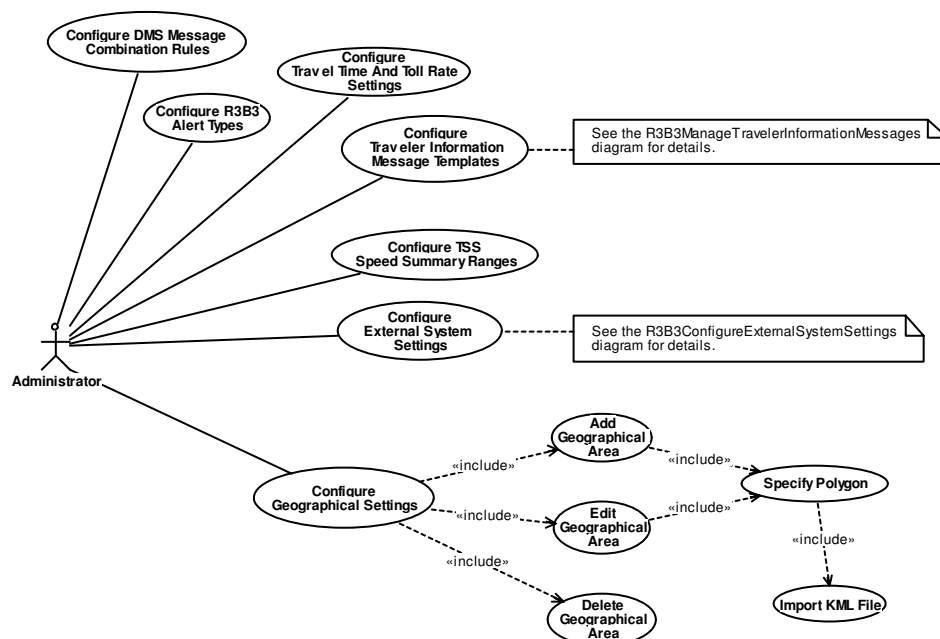 Configure DMS Message
Combination Rules
Configure
Travel Time And Toll Rate
Settings
Configure R3B3
Alert Types
Configure
Traveler Information
Message Templates
See the R3B3ManageTravelerInformationMessages
diagram for details.
Configure TSS
Speed Summary Ranges
Configure
External System
Settings
See the R3B3ConfigureExternalSystemSettings
diagram for details.
Administrator
Add
Geographical
Area
«include»
«include»
Configure
Geographical Settings
Specify Polygon
«include»
Edit
Geographical
Area
«include»
«include»
«include»
Delete
Geographical
Area
Import KML File